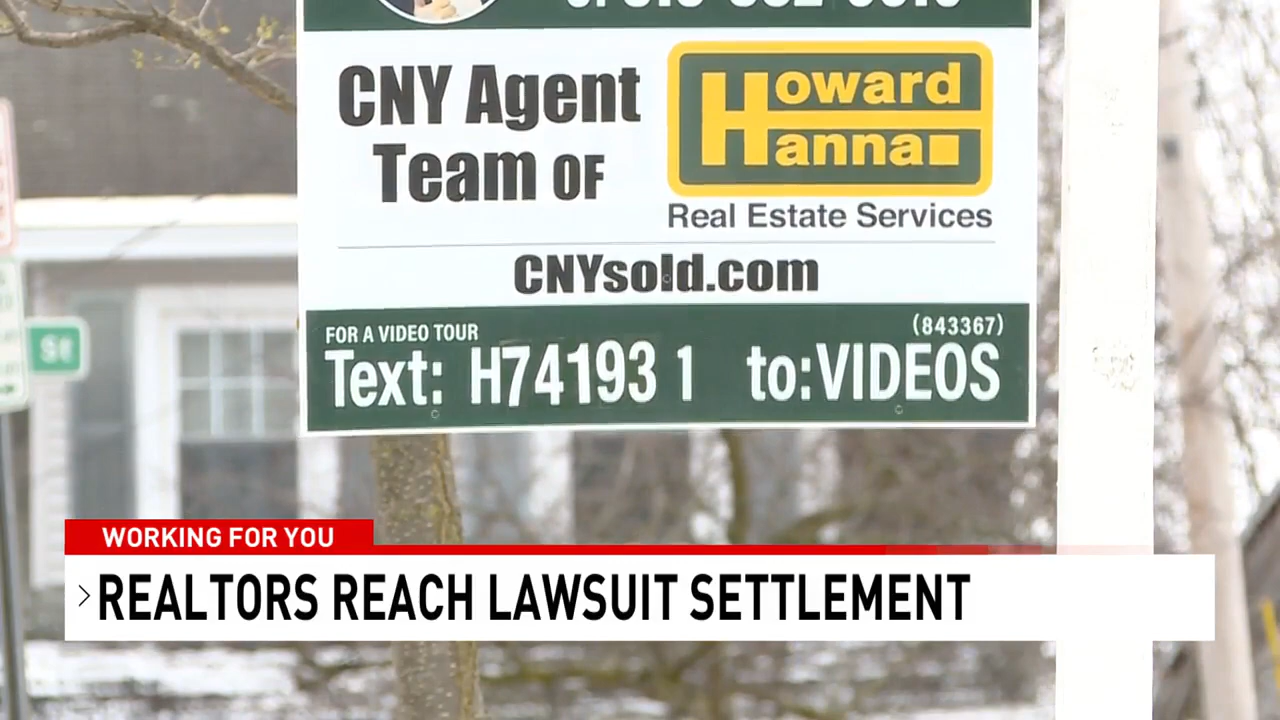 CNY Agent
Team OF
Howard
Hanna
Real Estate Services
CNYsold.com
FOR A VIDEO TOUR
(843367)
Text: H74193 1 to: VIDEOS
St
WORKING FOR YOU
REALTORS REACH LAWSUIT SETTLEMENT